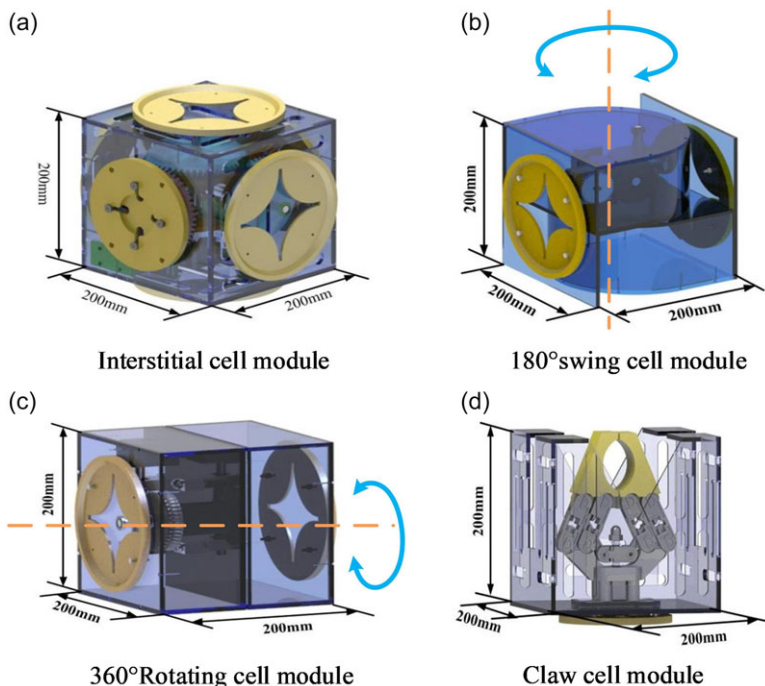 (a)
200mm
200mm
200mm
Interstitial cell module
(b)
200mm
200mm
200mm
180°swing cell module
(c)
200mm
200mm
200mm
360°Rotating cell module
(d)
200mm
200mm
200mm
Claw cell module